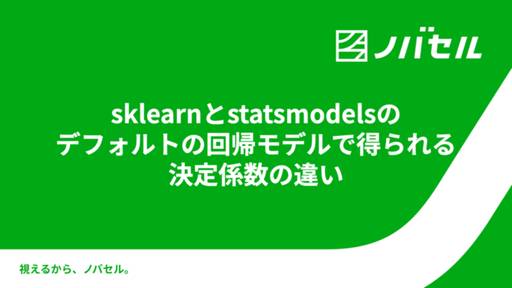 ノバセル
sklearnとstatsmodelsの
デフォルトの回帰モデルで得られる
決定係数の違い
視えるから、ノバセル。